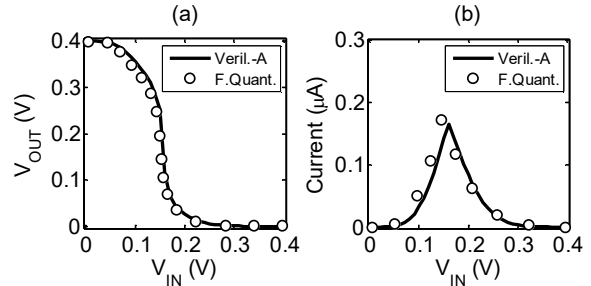 (a)
0.4
0.3
0.2
0.1
0
V_OUT (V)
Veril.-A
F.Quant.
0 0.1 0.2 0.3 0.4
V_IN (V)
(b)
0.3
0.2
0.1
0
Current (μA)
Veril.-A
F.Quant.
0 0.1 0.2 0.3 0.4
V_IN (V)